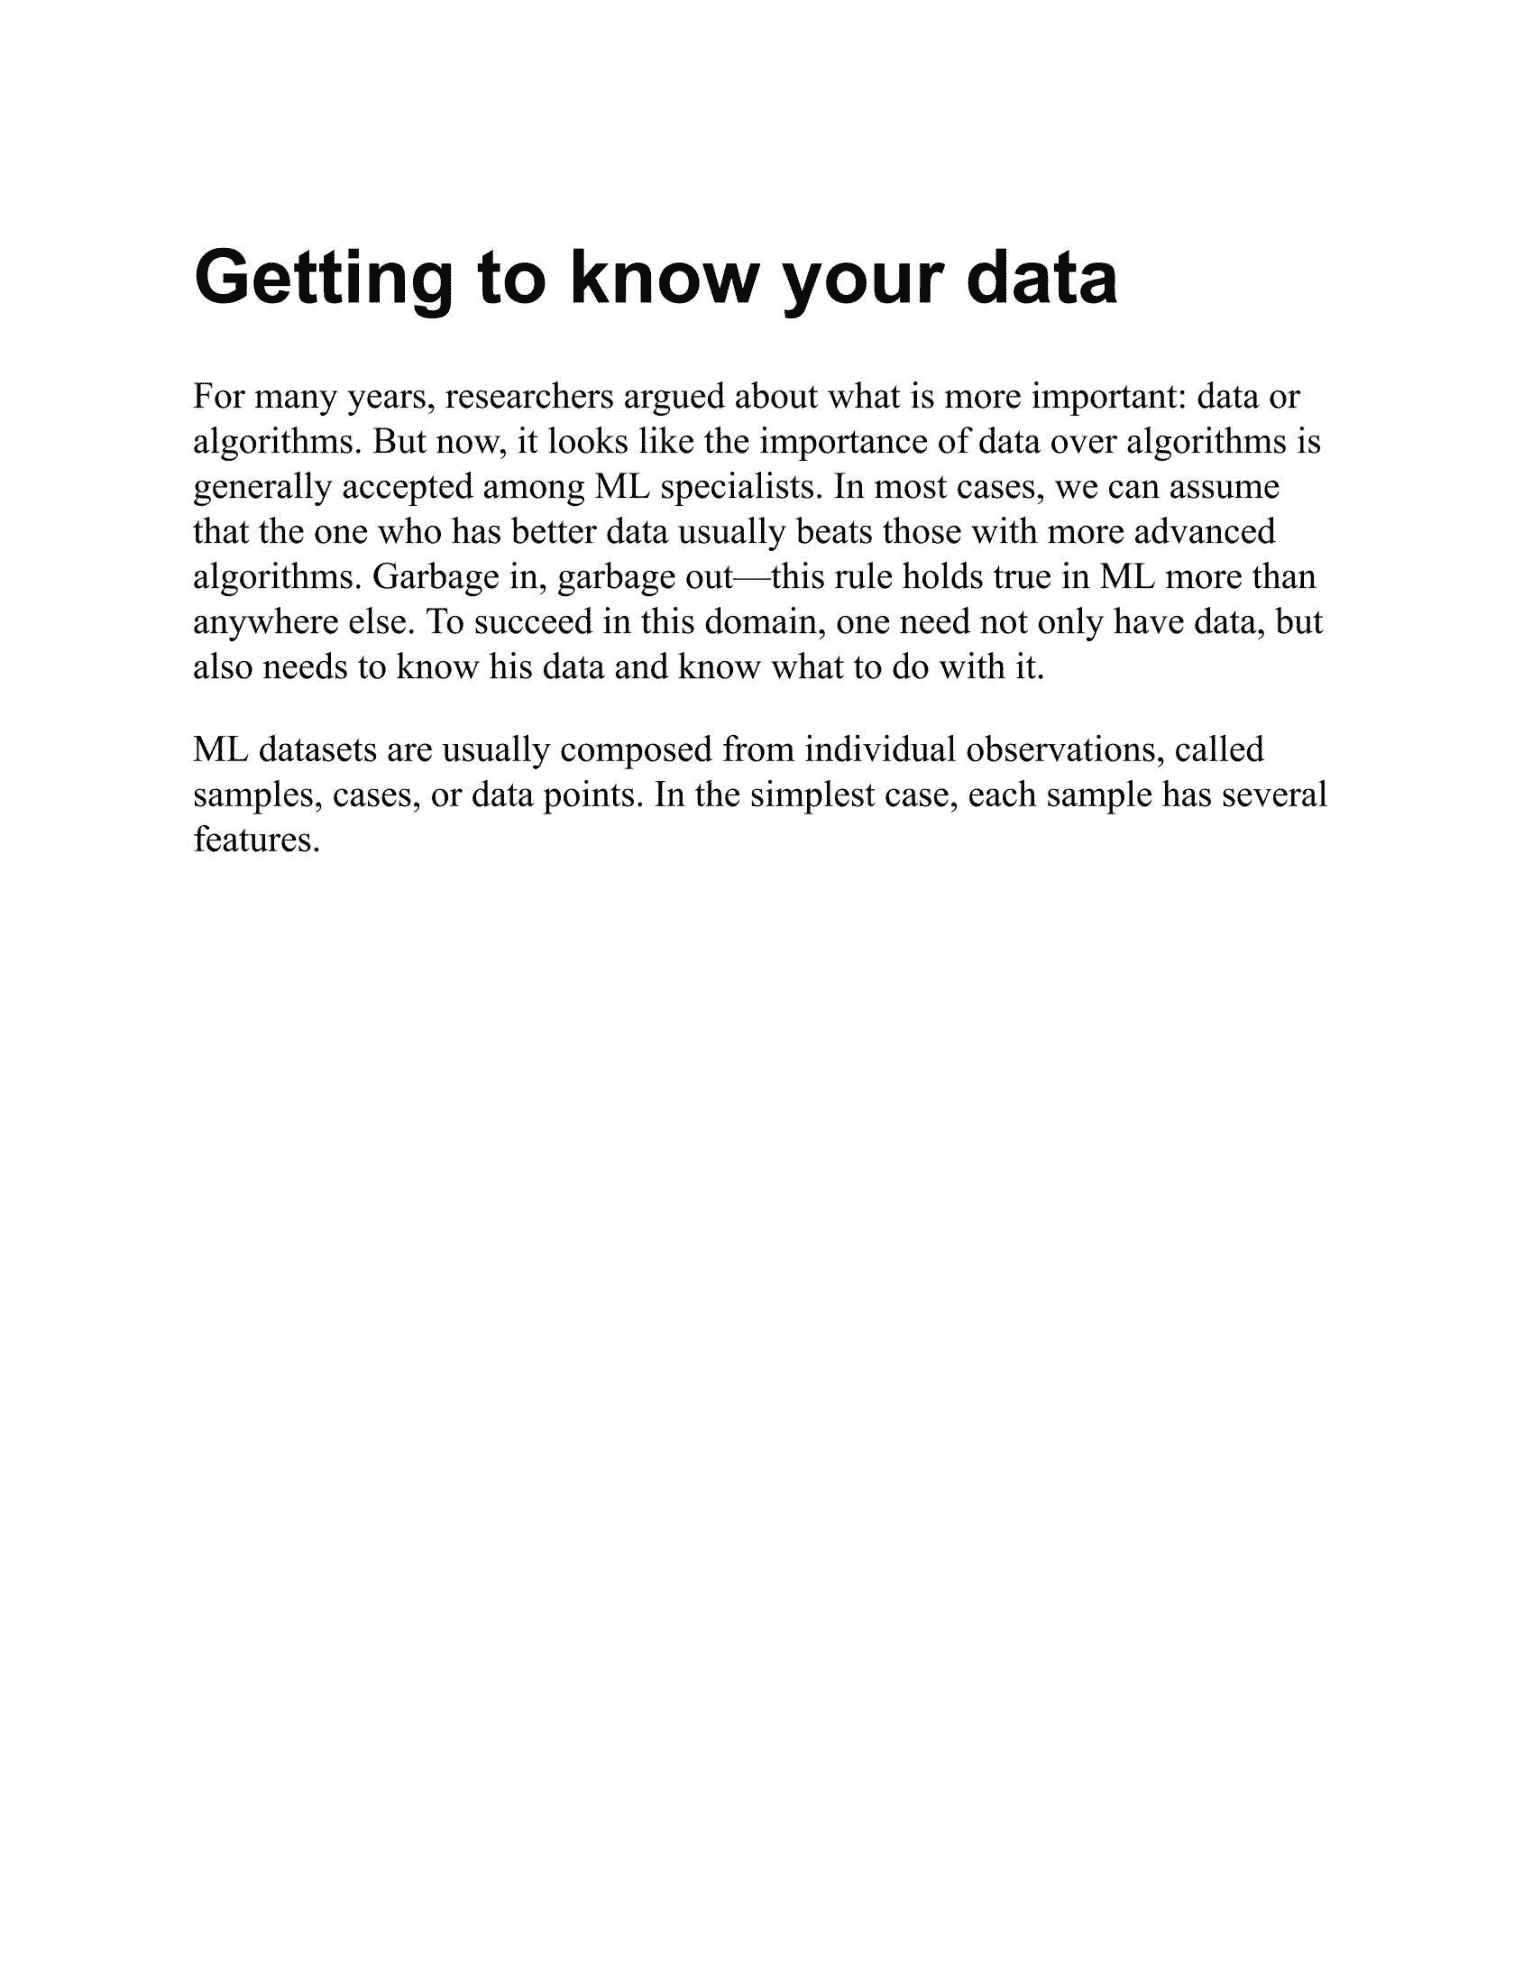 Getting to know your data
For many years, researchers argued about what is more important: data or
algorithms. But now, it looks like the importance of data over algorithms is
generally accepted among ML specialists. In most cases, we can assume
that the one who has better data usually beats those with more advanced
algorithms. Garbage in, garbage out—this rule holds true in ML more than
anywhere else. To succeed in this domain, one need not only have data, but
also needs to know his data and know what to do with it.
ML datasets are usually composed from individual observations, called
samples, cases, or data points. In the simplest case, each sample has several
features.